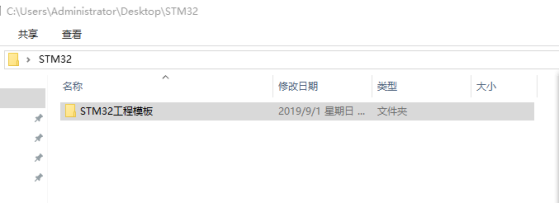 C:\Users\Administrator\Desktop\STM32
共享 查看
STM32
名称 修改日期 类型 大小
STM32工程模板 2019/9/1 星期日 ... 文件夹